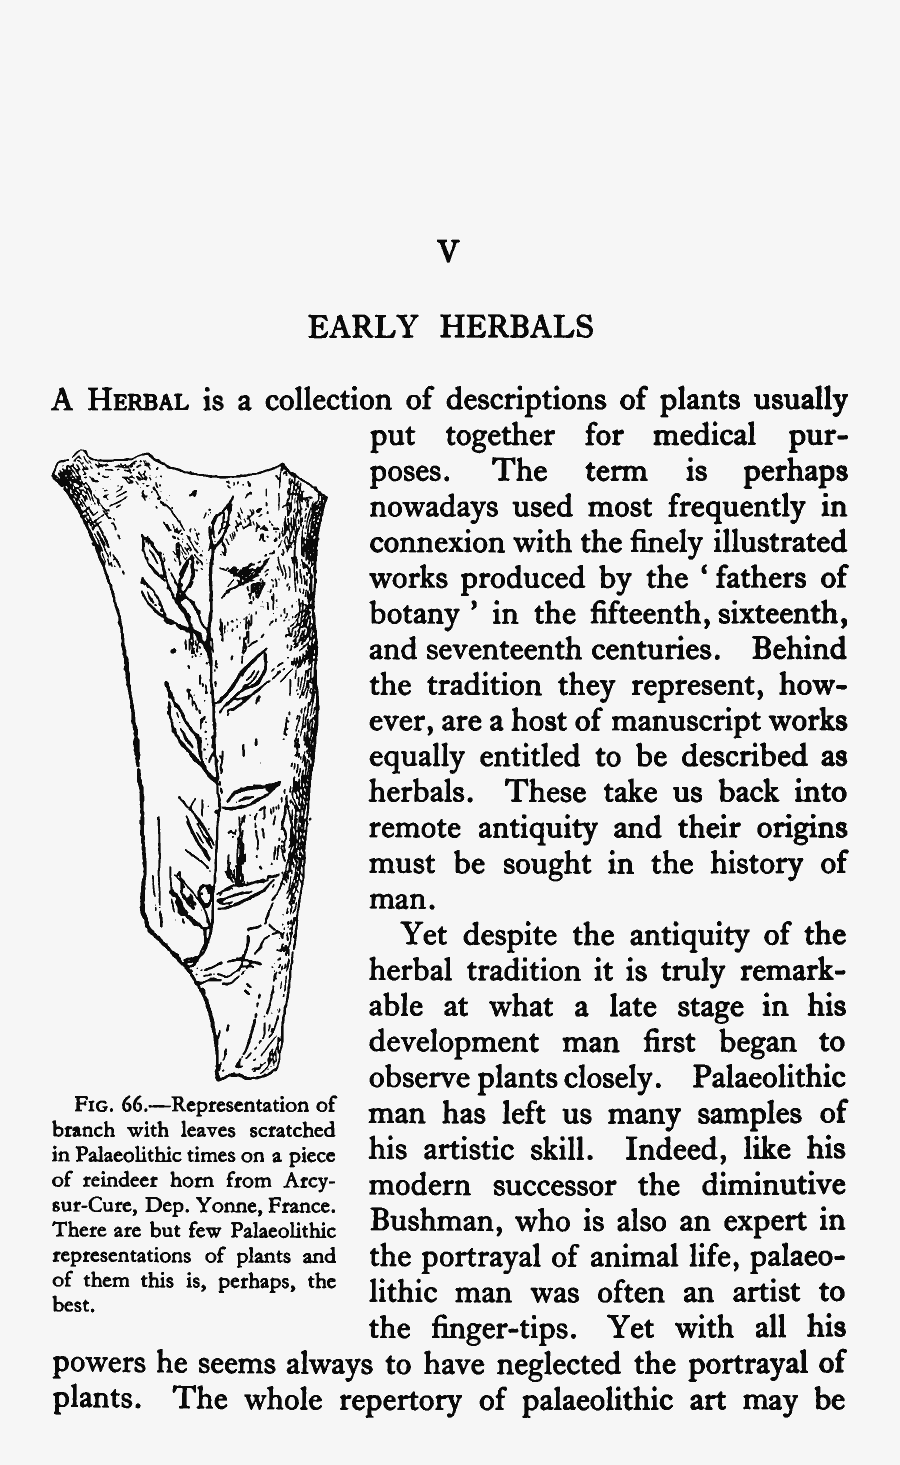 V
EARLY HERBALS
A HERBAL is a collection of descriptions of plants usually
put together for medical pur-
poses. The term is perhaps
nowadays used most frequently in
connexion with the finely illustrated
works produced by the ‘ fathers of
botany ’ in the fifteenth, sixteenth,
and seventeenth centuries. Behind
the tradition they represent, how-
ever, are a host of manuscript works
equally entitled to be described as
herbals. These take us back into
remote antiquity and their origins
must be sought in the history of
man.
Yet despite the antiquity of the
herbal tradition it is truly remark-
able at what a late stage in his
development man first began to
observe plants closely. Palaeolithic
man has left us many samples of
his artistic skill. Indeed, like his
modern successor the diminutive
Bushman, who is also an expert in
the portrayal of animal life, palaeo-
lithic man was often an artist to
the finger-tips. Yet with all his
powers he seems always to have neglected the portrayal of
plants. The whole repertory of palaeolithic art may be
FIG. 66.—Representation of
branch with leaves scratched
in Palaeolithic times on a piece
of reindeer horn from Arcy-
sur-Cure, Dep. Yonne, France.
There are but few Palaeolithic
representations of plants and
of them this is, perhaps, the
best.